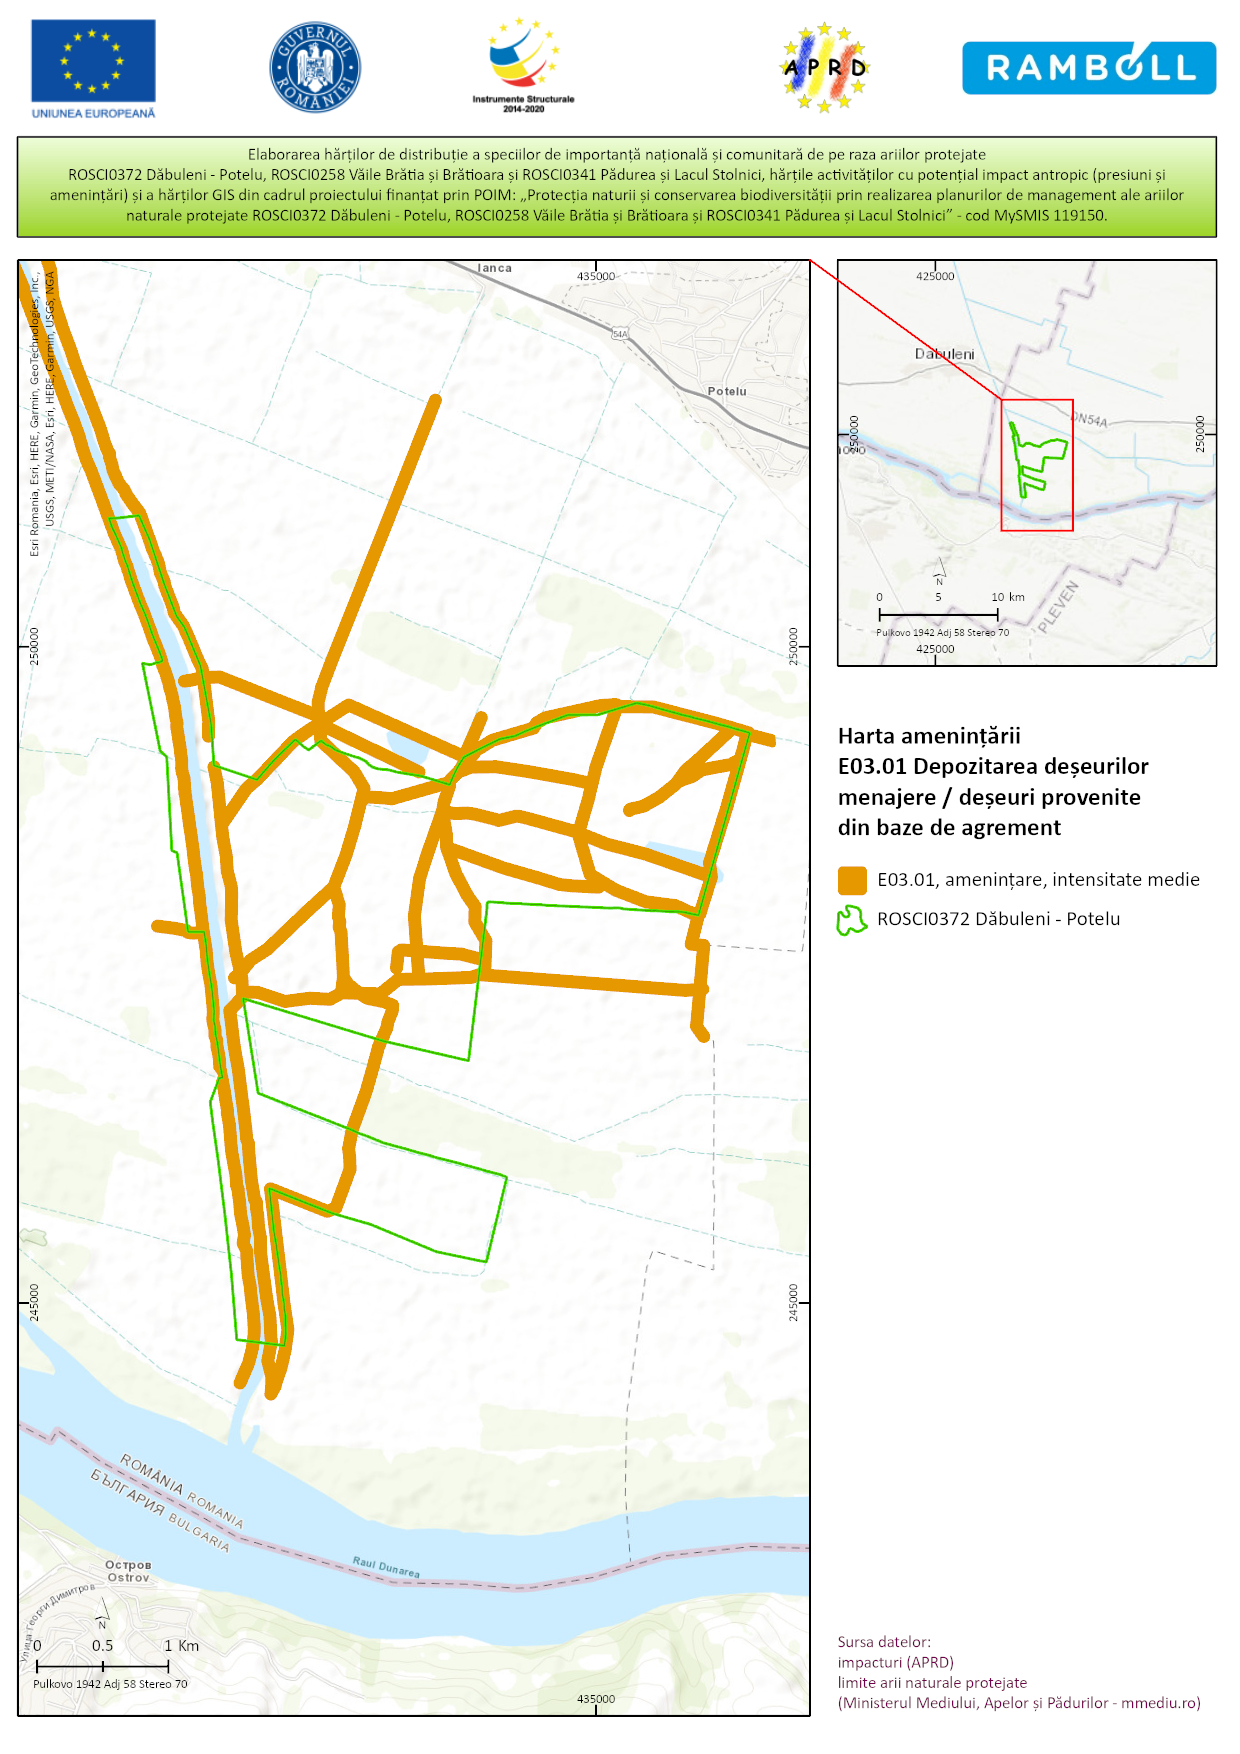 UNIUNEA EUROPEANĂ
GUVERNUL ROMÂNIEI
Instrumente Structurale
2014-2020
APRD
RAMBOLL
Elaborarea hărților de distribuție a speciilor de importanță națională și comunitară de pe raza ariilor protejate
ROSCI0372 Dăbuleni - Potelu, ROSCI0258 Văile Brătia și Brătioara și ROSCI0341 Pădurea și Lacul Stolnici, hărțile activităților cu potențial impact antropic (presiuni și
amenințări) și a hărților GIS din cadrul proiectului finanțat prin POIM: „Protecția naturii si conservarea biodiversității prin realizarea planurilor de management ale ariilor
naturale protejate ROSCI0372 Dăbuleni - Potelu, ROSCI0258 Văile Brătia și Brătioara și ROSCI0341 Pădurea și Lacul Stolnici” - cod MySMIS 119150.
Esri Romania, Esri, HERE, Garmin, GeoTechnologies, Inc.,
USGS, METI/NASA, Esri, HERE, Garmin, USGS, NGA
Ianca
435000
54A
Potelu
250000
250000
245000
245000
ROMÂNIA ROMANIA
БЪЛГАРИЯ BULGARIA
Raul Dunarea
Остров
Ostrov
Улица Георги Димитров
N
0 0.5 1 Km
Pulkovo 1942 Adj 58 Stereo 70
435000
425000
Dabuleni
DN54A
250000
250000
PLEVEN
N
0 5 10 km
Pulkovo 1942 Adj 58 Stereo 70
425000
Harta amenințării
E03.01 Depozitarea deșeurilor
menajere / deșeuri provenite
din baze de agrement
E03.01, amenințare, intensitate medie
ROSCI0372 Dăbuleni - Potelu
Sursa datelor:
impacturi (APRD)
limite arii naturale protejate
(Ministerul Mediului, Apelor și Pădurilor - mmediu.ro)